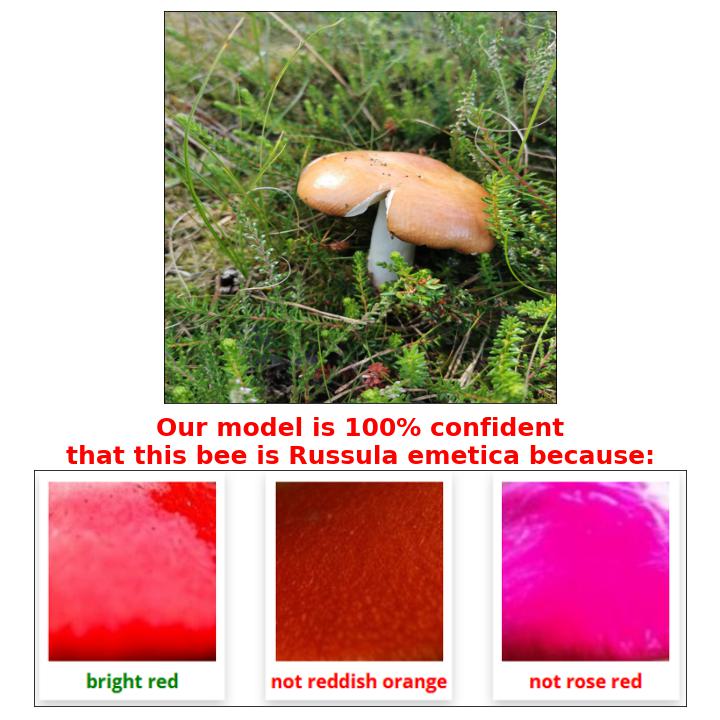 Our model is 100% confident
that this bee is Russula emetica because:
bright red
not reddish orange
not rose red